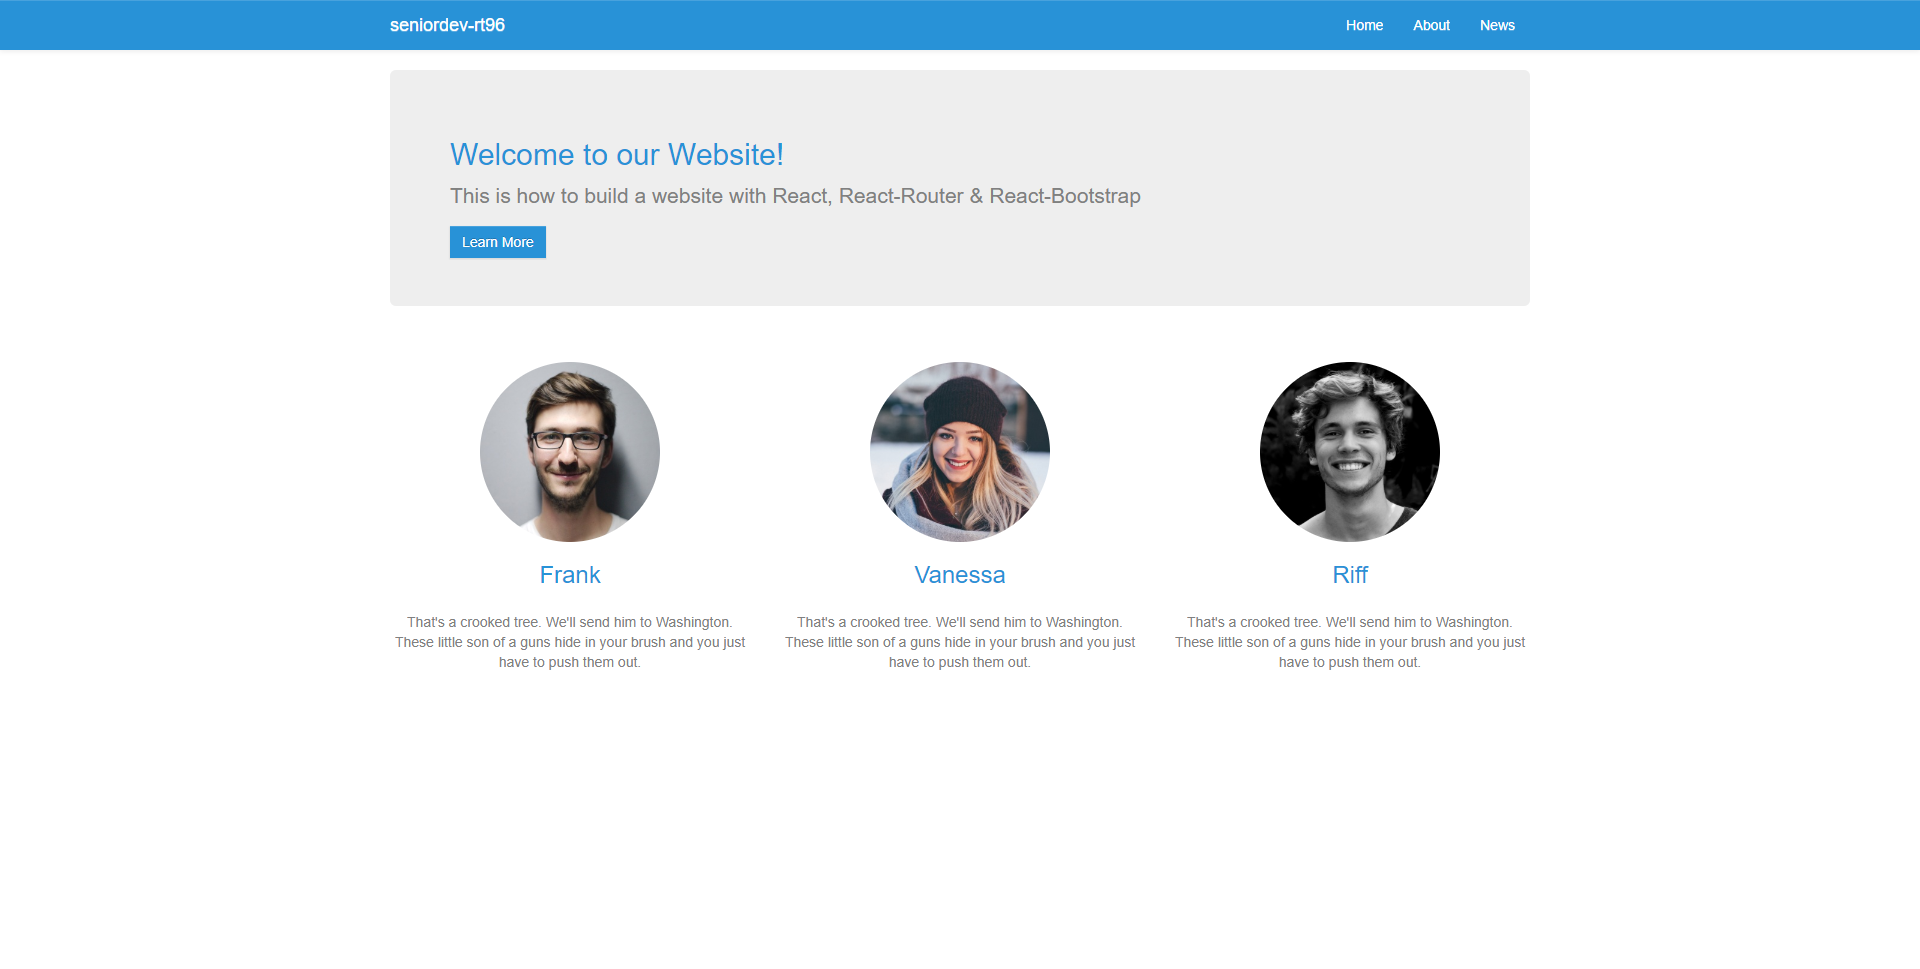 seniordev-rt96
Home About News
Welcome to our Website!
This is how to build a website with React, React-Router & React-Bootstrap
Learn More
Frank
That's a crooked tree. We'll send him to Washington.
These little son of a guns hide in your brush and you just
have to push them out.
Vanessa
That's a crooked tree. We'll send him to Washington.
These little son of a guns hide in your brush and you just
have to push them out.
Riff
That's a crooked tree. We'll send him to Washington.
These little son of a guns hide in your brush and you just
have to push them out.